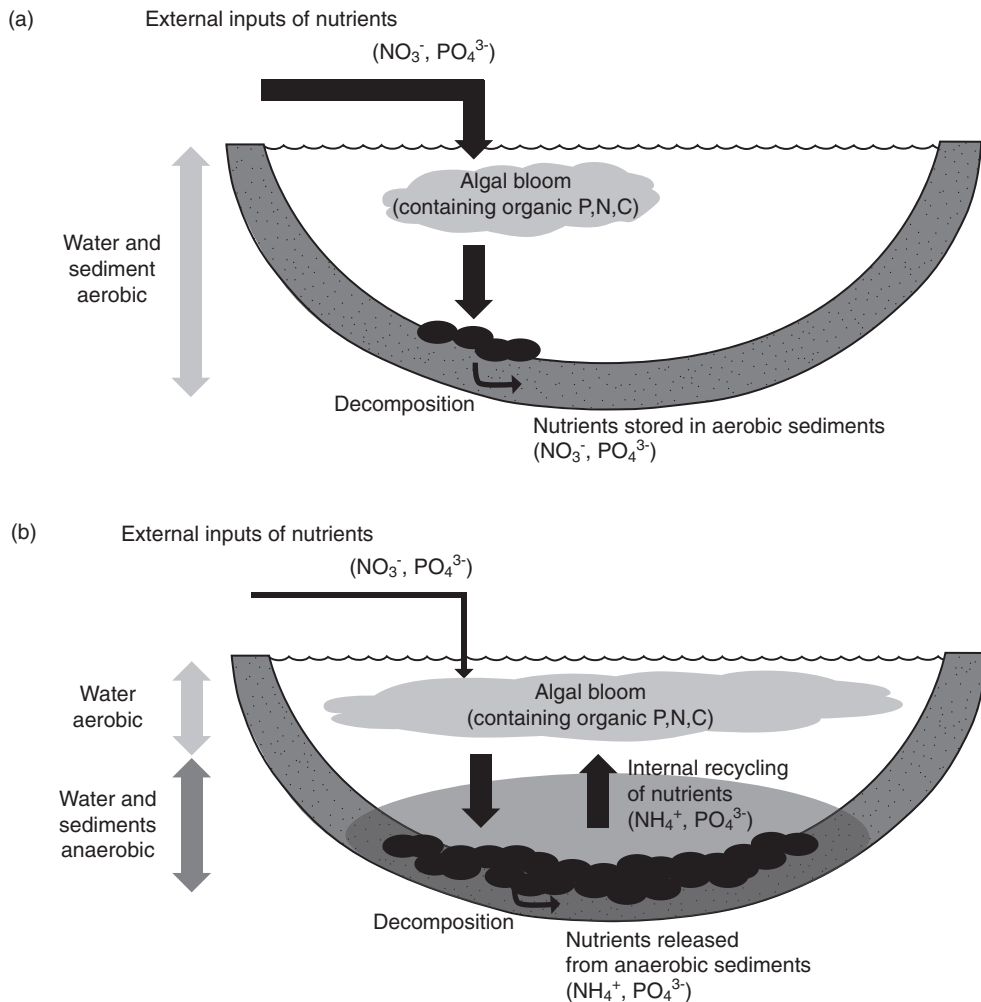 (a)
External inputs of nutrients
(NO₃⁻, PO₄³⁻)
Algal bloom
(containing organic P,N,C)
Water and
sediment
aerobic
Decomposition
Nutrients stored in aerobic sediments
(NO₃⁻, PO₄³⁻)
(b)
External inputs of nutrients
(NO₃⁻, PO₄³⁻)
Water
aerobic
Algal bloom
(containing organic P,N,C)
Internal recycling
of nutrients
(NH₄⁺, PO₄³⁻)
Water and
sediments
anaerobic
Decomposition
Nutrients released
from anaerobic sediments
(NH₄⁺, PO₄³⁻)